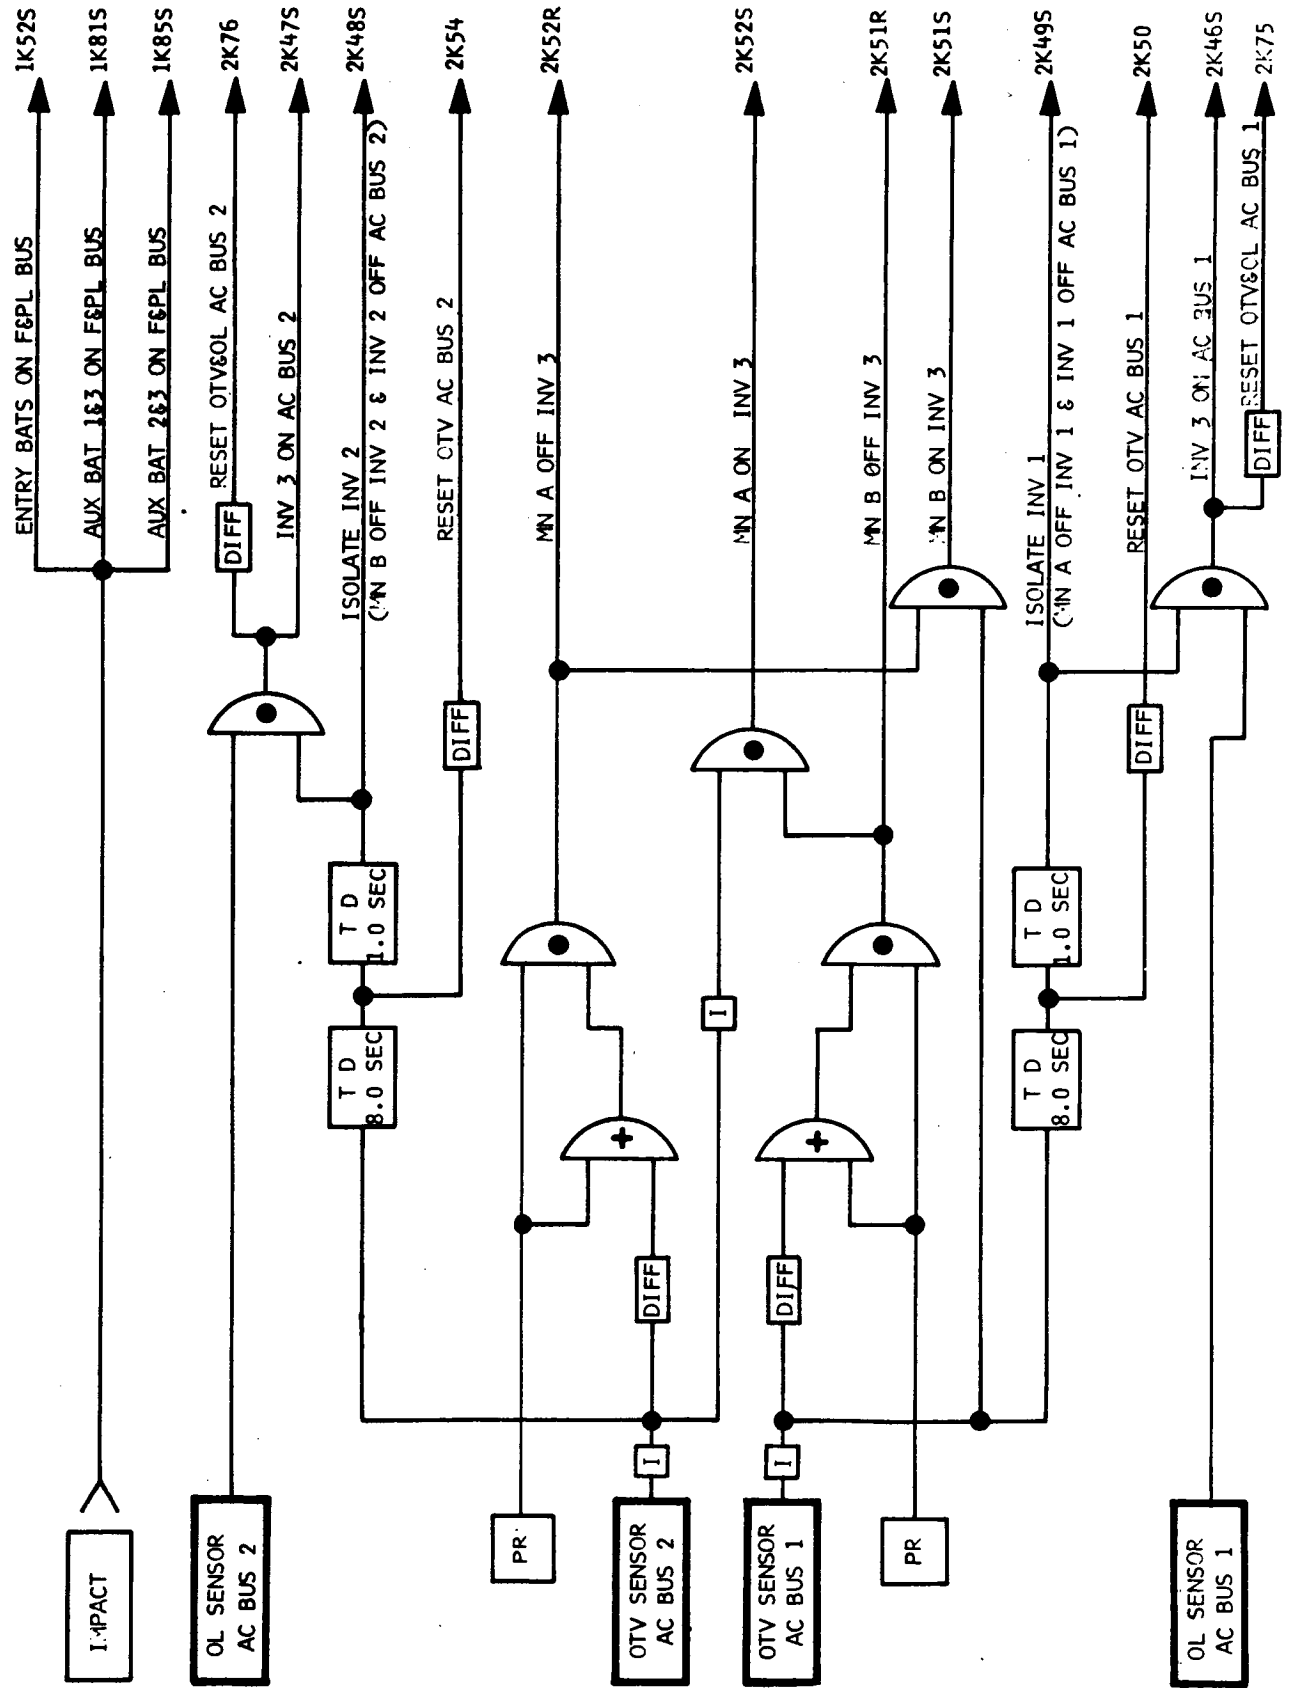 IMPACT
ENTRY BATS ON F&PL BUS
1K52S
AUX BAT 1&3 ON F&PL BUS
1K81S
AUX BAT 2&3 ON F&PL BUS
1K85S
OL SENSOR
AC BUS 2
DIFF
RESET OTV&OL AC BUS 2
2K76
INV 3 ON AC BUS 2
2K47S
T D
8.0 SEC
T D
1.0 SEC
ISOLATE INV 2
(MN B OFF INV 2 & INV 2 OFF AC BUS 2)
2K48S
DIFF
RESET OTV AC BUS 2
2K54
PR
MN A OFF INV 3
2K52R
OTV SENSOR
AC BUS 2
I
DIFF
+
I
MN A ON INV 3
2K52S
OTV SENSOR
AC BUS 1
I
DIFF
+
MN B OFF INV 3
2K51R
PR
MN B ON INV 3
2K51S
T D
8.0 SEC
T D
1.0 SEC
ISOLATE INV 1
(MN A OFF INV 1 & INV 1 OFF AC BUS 1)
2K49S
DIFF
RESET OTV AC BUS 1
2K50
OL SENSOR
AC BUS 1
INV 3 ON AC BUS 1
2K46S
DIFF
RESET OTV&OL AC BUS 1
2K75